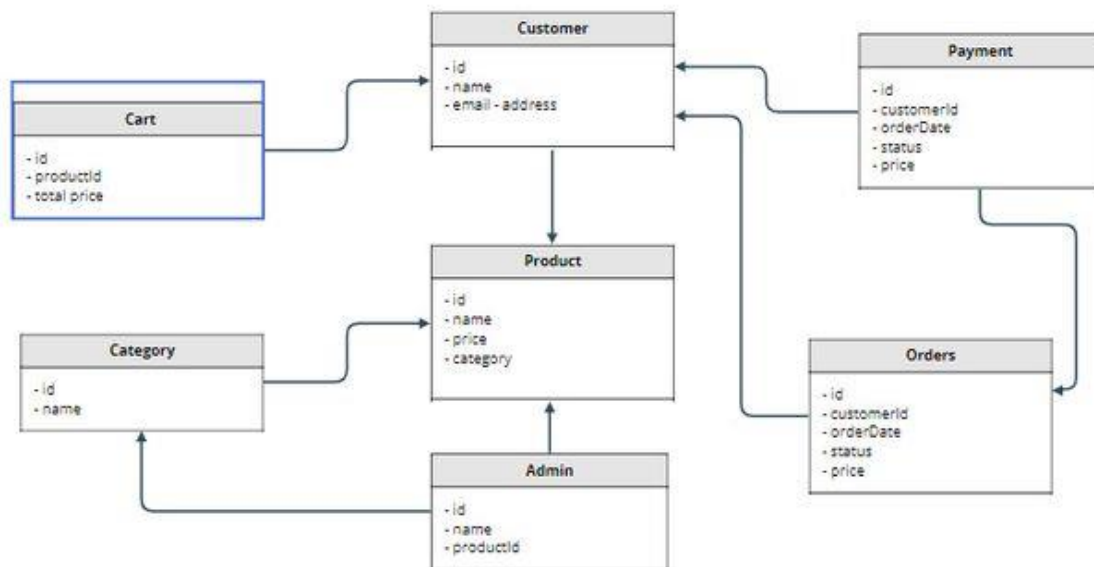 Customer
- id
- name
- email - address
Payment
- id
- customerId
- orderDate
- status
- price
Cart
- id
- productId
- total price
Product
- id
- name
- price
- category
Category
- id
- name
Orders
- id
- customerId
- orderDate
- status
- price
Admin
- id
- name
- productId